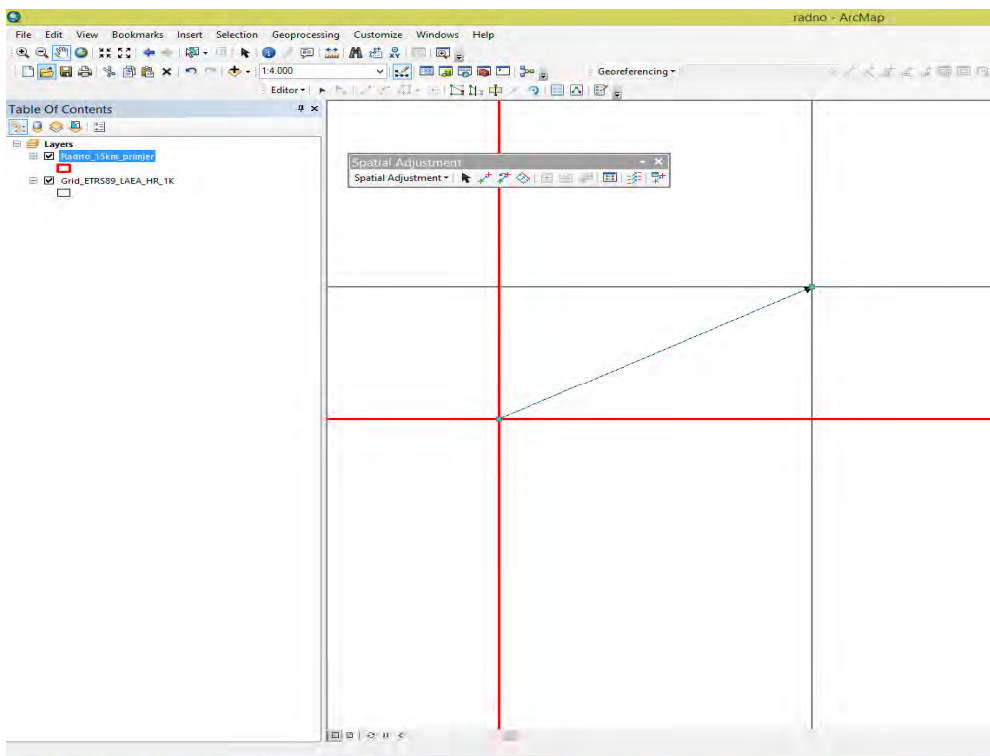 radno - ArcMap
File Edit View Bookmarks Insert Selection Geoprocessing Customize Windows Help
1:4.000
Georeferencing
Editor
Table Of Contents
Layers
Radno_15km_primjer
Grid_ETRS89_LAEA_HR_1K
Spatial Adjustment
Spatial Adjustment